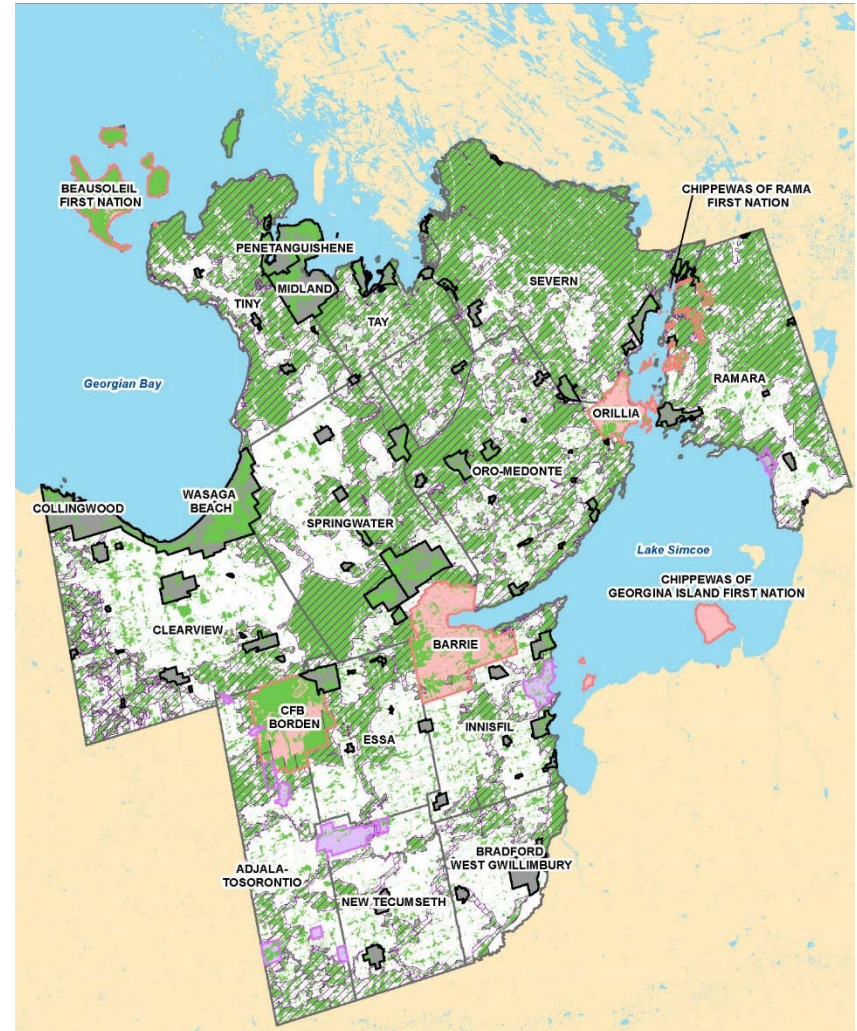 BEAUSOLEIL
FIRST NATION
CHIPPEWAS OF RAMA
FIRST NATION
PENETANGUISHENE
MIDLAND
SEVERN
TINY
TAY
RAMARA
Georgian Bay
ORILLIA
ORO-MEDONTE
WASAGA
BEACH
COLLINGWOOD
SPRINGWATER
Lake Simcoe
CHIPPEWAS OF
GEORGINA ISLAND FIRST NATION
CLEARVIEW
BARRIE
CFB
BORDEN
INNISFIL
ESSA
BRADFORD
WEST GWILLIMBURY
ADJALA-
TOSORONTIO
NEW TECUMSETH